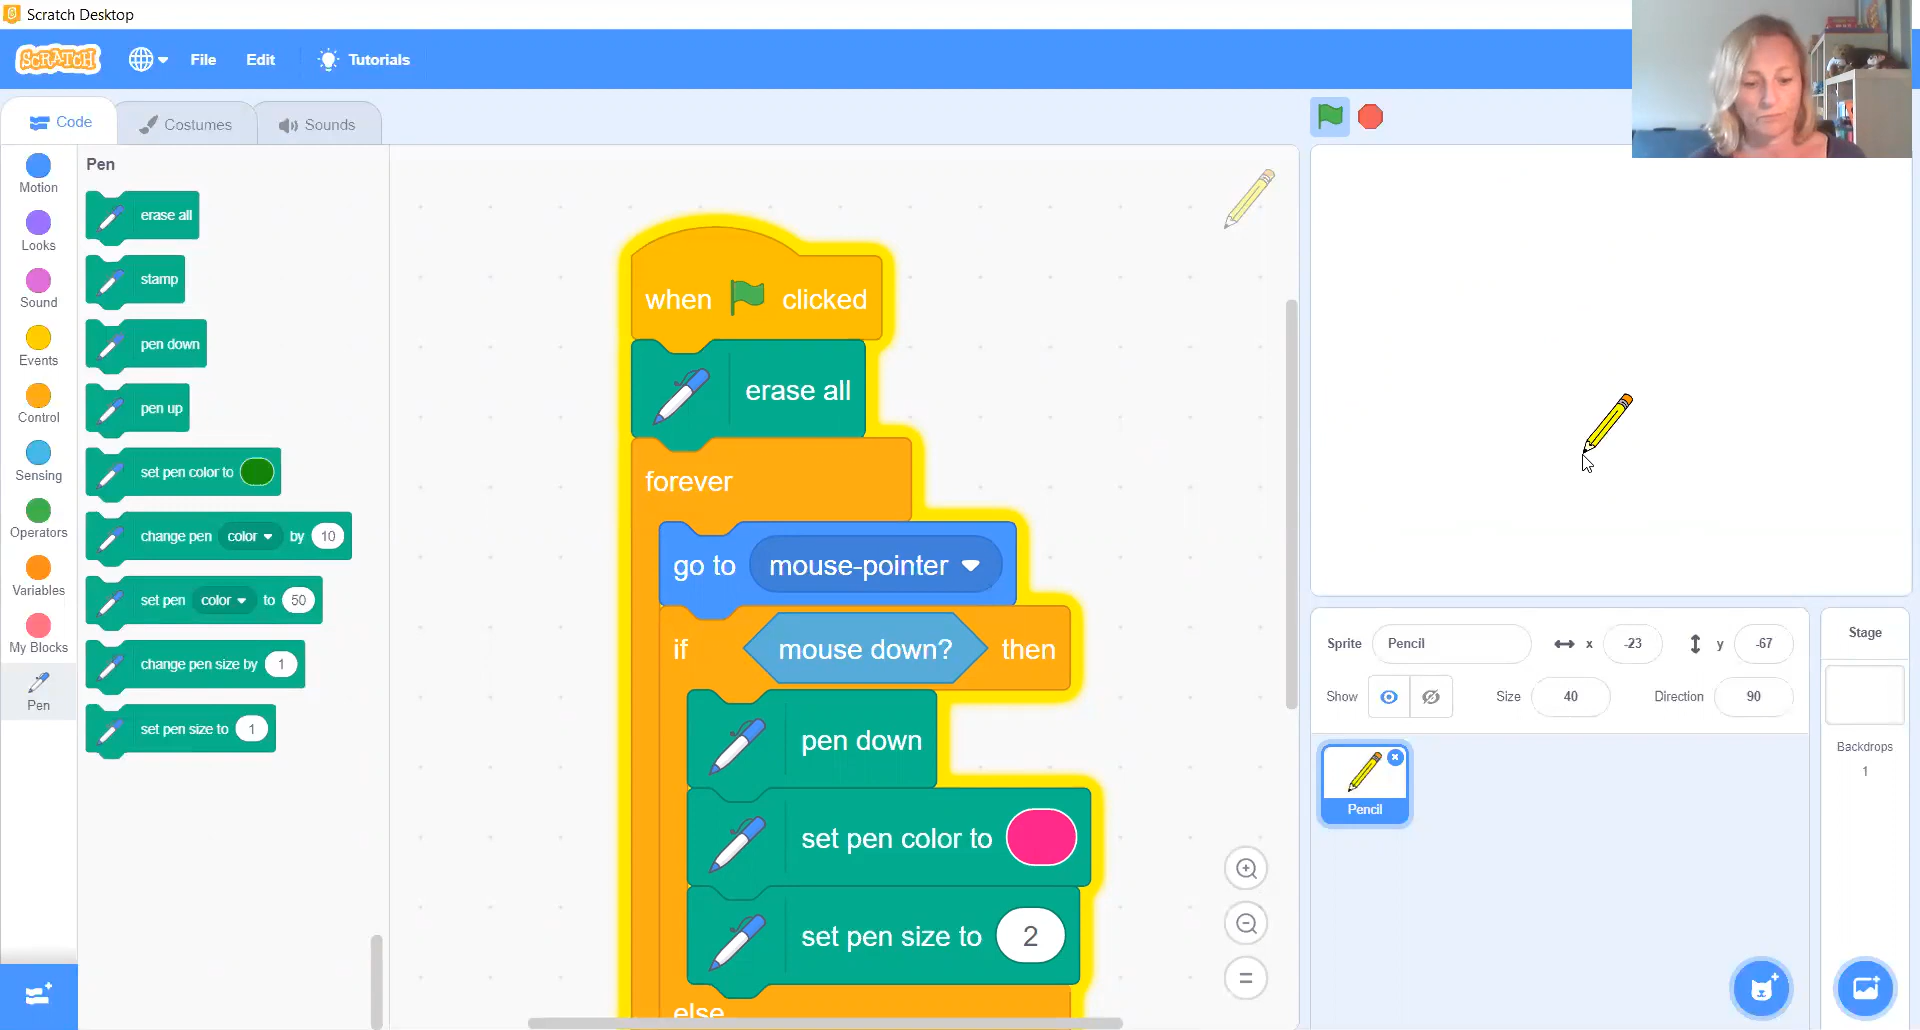 Scratch Desktop
SCRATCH File Edit Tutorials
Code Costumes Sounds
Motion
Looks
Sound
Events
Control
Sensing
Operators
Variables
My Blocks
Pen
Pen
erase all
stamp
pen down
pen up
set pen color to
change pen color by 10
set pen color to 50
change pen size by 1
set pen size to 1
when clicked
erase all
forever
go to mouse-pointer
if mouse down? then
pen down
set pen color to
set pen size to 2
else
Sprite Pencil x -23 y -67
Show Size 40 Direction 90
Pencil
Stage
Backdrops
1